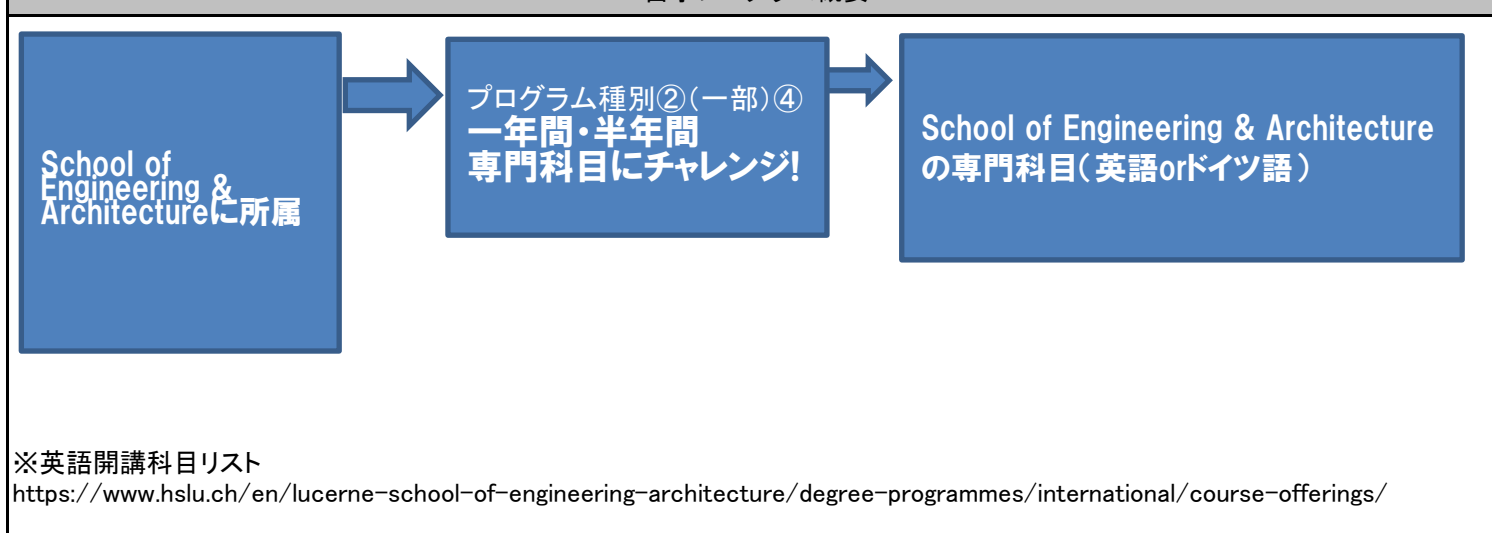 School of
Engineering &
Architectureに所属
プログラム種別②(一部)④
一年間・半年間
専門科目にチャレンジ!
School of Engineering & Architecture
の専門科目(英語orドイツ語)
※英語開講科目リスト
https://www.hslu.ch/en/lucerne-school-of-engineering-architecture/degree-programmes/international/course-offerings/